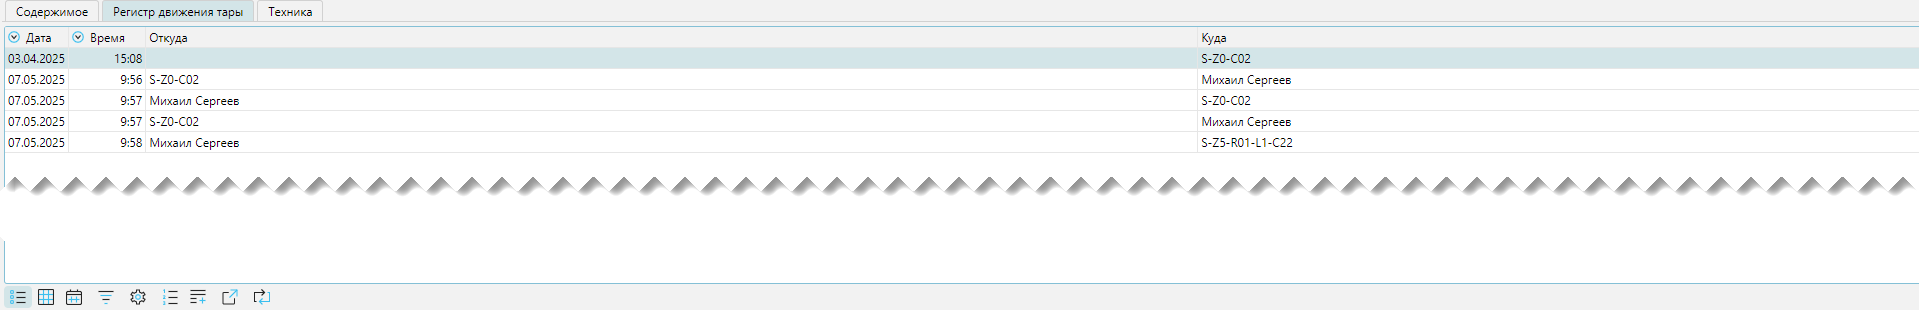 Содержимое Регистр движения тары Техника
Дата Время Откуда Куда
03.04.2025 15:08 S-Z0-C02
07.05.2025 9:56 S-Z0-C02 Михаил Сергеев
07.05.2025 9:57 Михаил Сергеев S-Z0-C02
07.05.2025 9:57 S-Z0-C02 Михаил Сергеев
07.05.2025 9:58 Михаил Сергеев S-Z5-R01-L1-C22